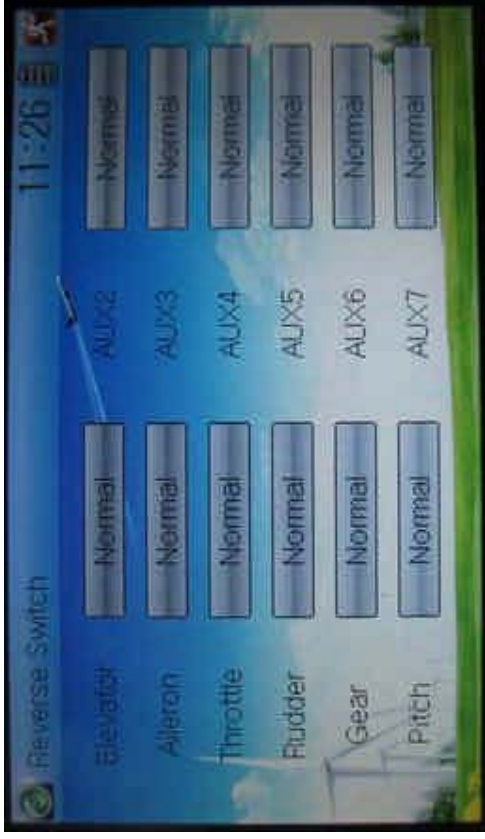 Reverse Switch 11:26
Elevator Normal AUX2 Normal
Aileron Normal AUX3 Normal
Throttle Normal AUX4 Normal
Rudder Normal AUX5 Normal
Gear Normal AUX6 Normal
Pitch Normal AUX7 Normal